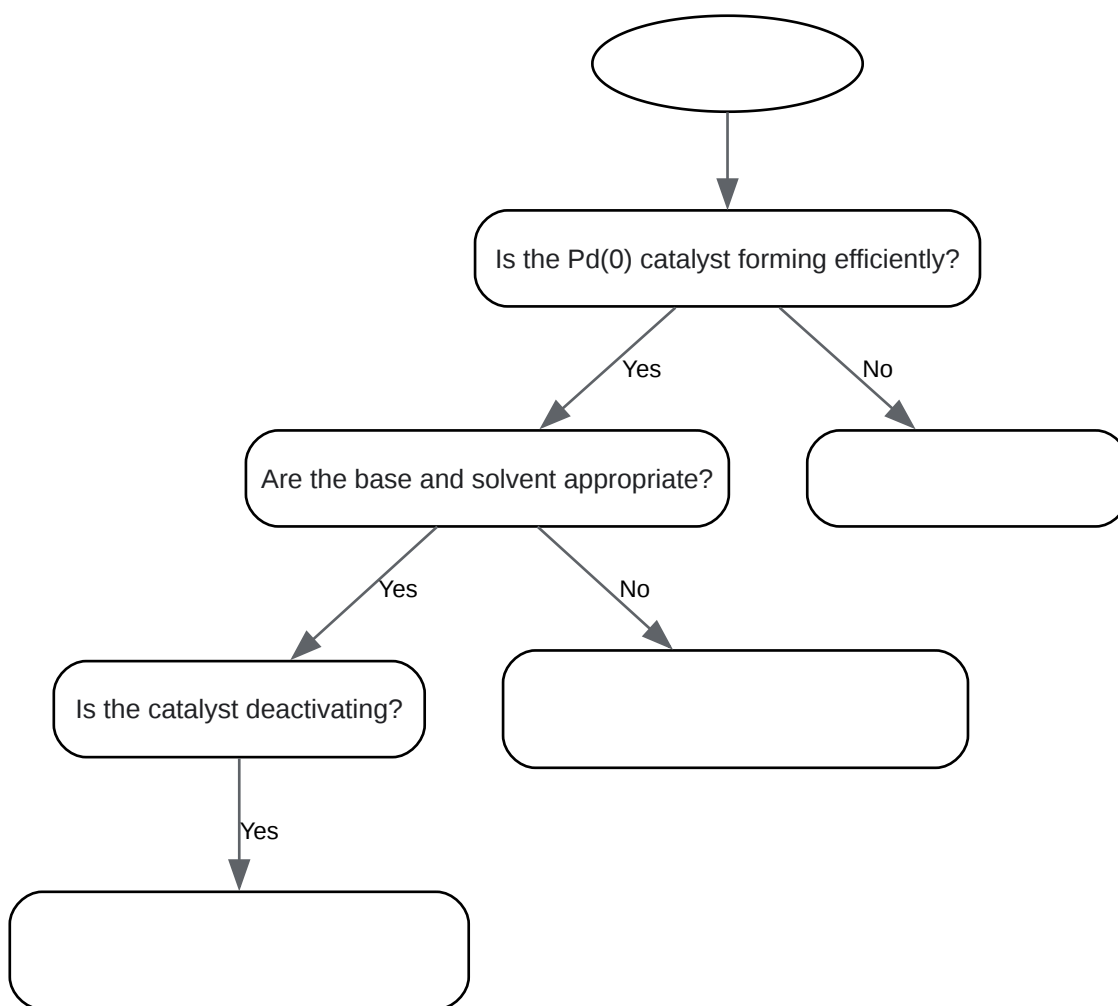 Is the Pd(0) catalyst forming efficiently?
Yes
No
Are the base and solvent appropriate?
Yes
No
Is the catalyst deactivating?
Yes